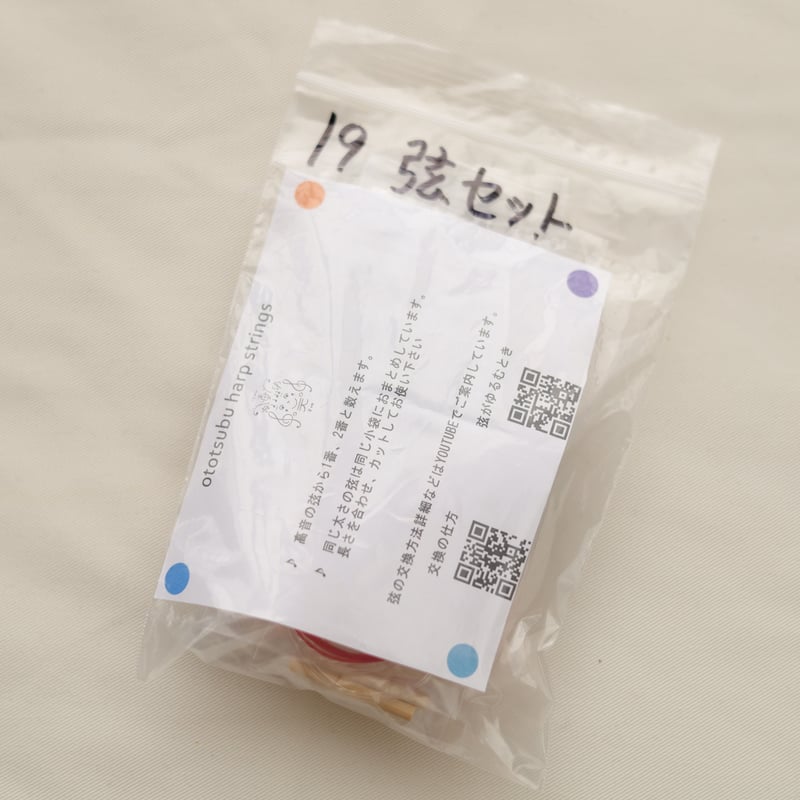 19 弦セット
ototsubu harp strings
♪ 高音の弦から1番、2番と数えます。
♪ 同じ太さの弦は同じ小袋におまとめしています。
長さを合わせ、カットしてお使い下さい
弦の交換方法詳細などはYOUTUBEでご案内しています。
交換の仕方
弦がゆるむとき